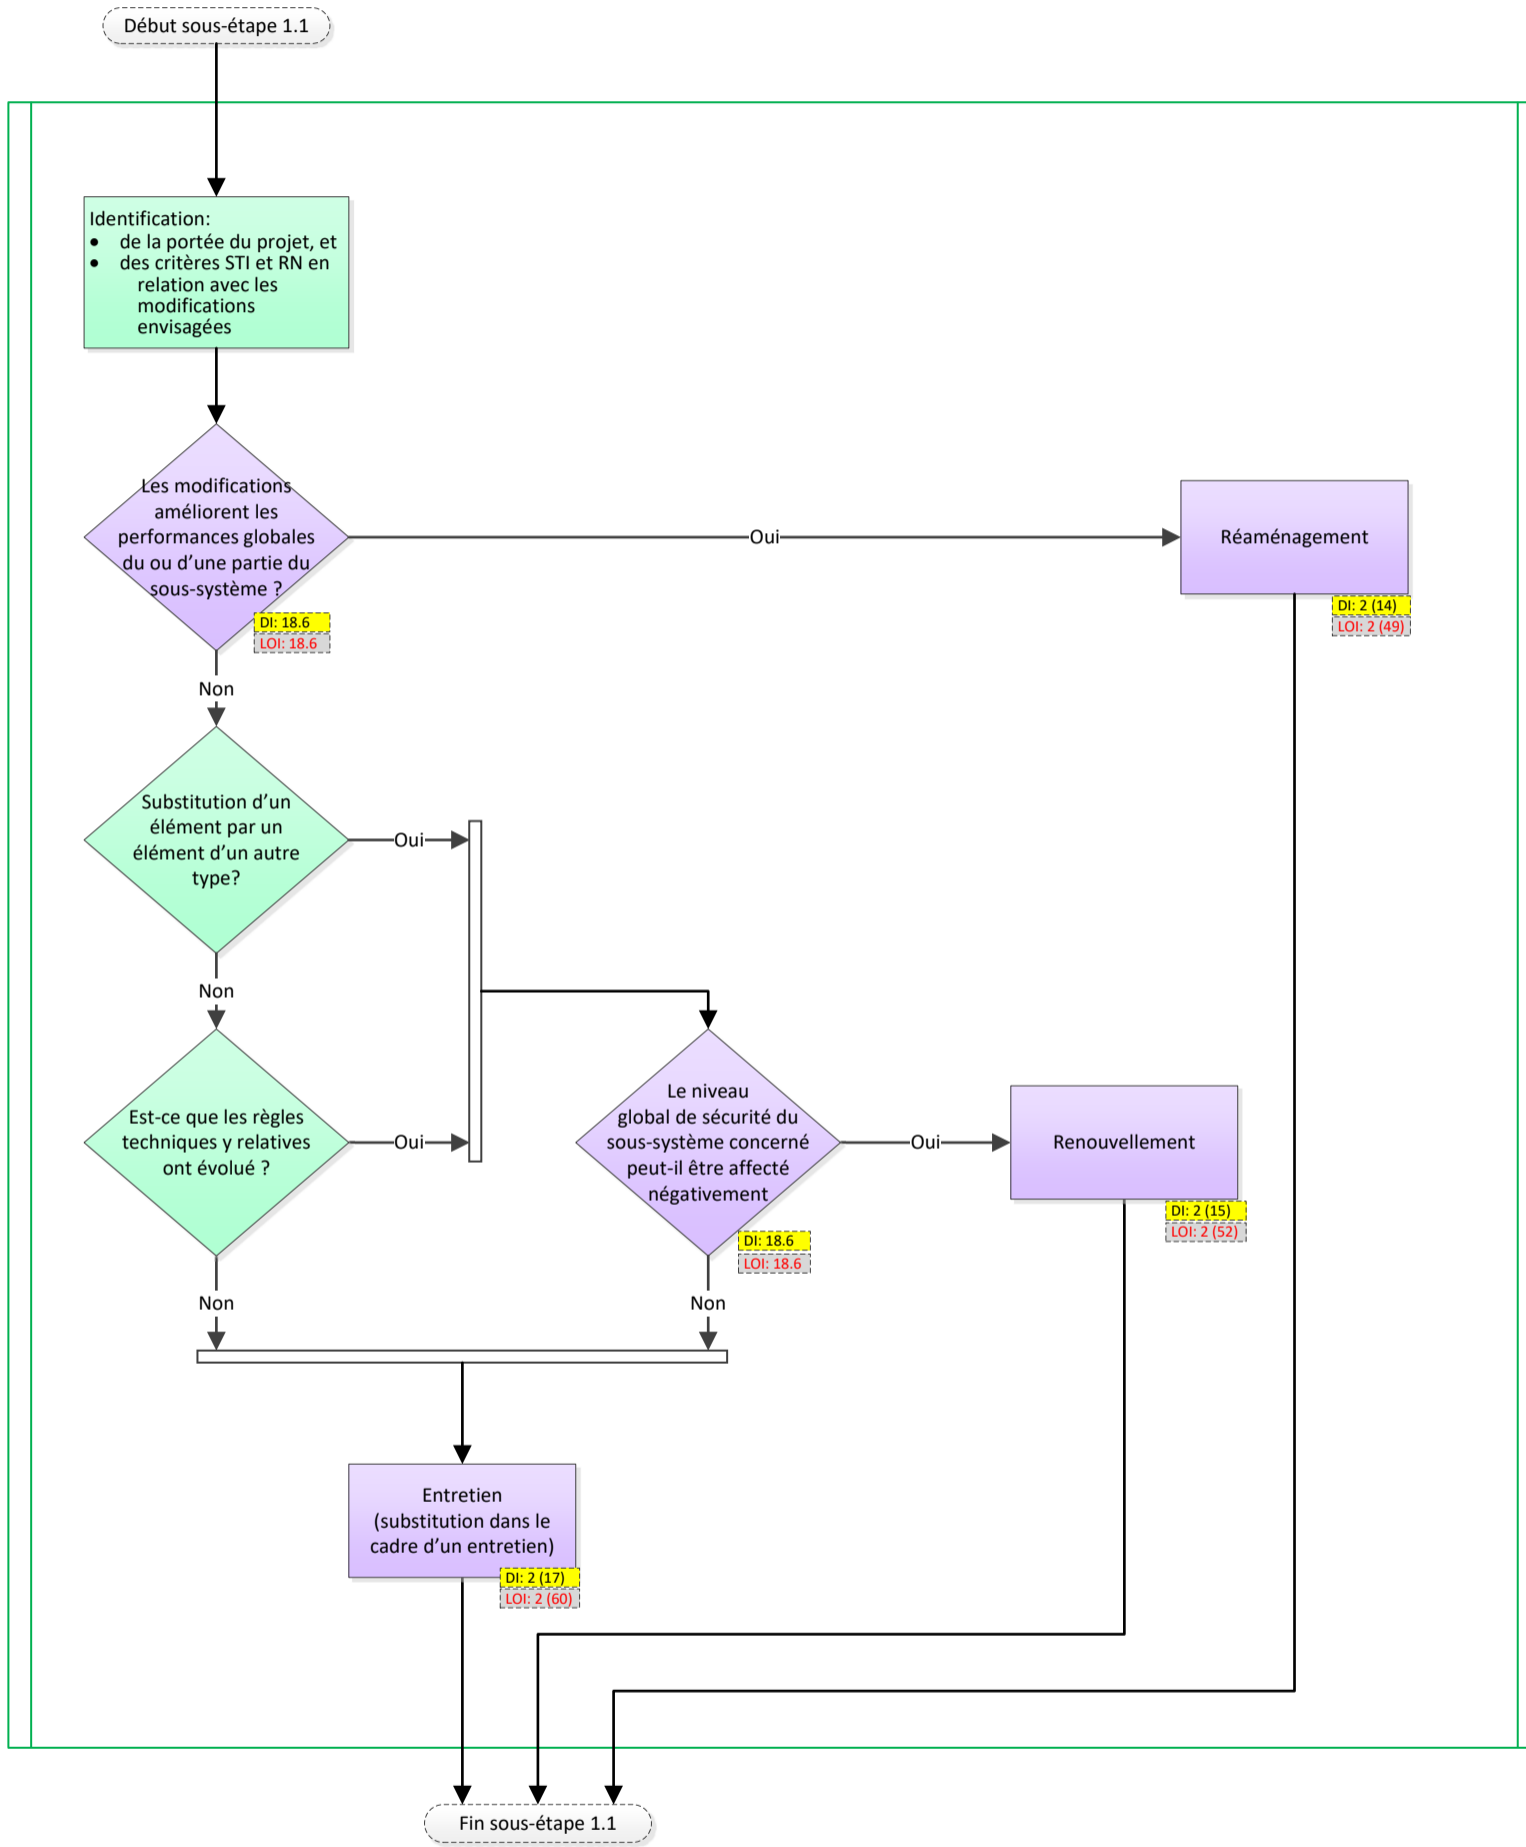 Début sous-étape 1.1
Identification:
• de la portée du projet, et
• des critères STI et RN en
relation avec les
modifications
envisagées
Les modifications
améliorent les
performances globales
du ou d’une partie du
sous-système ?
DI: 18.6
LOI: 18.6
Oui
Réaménagement
DI: 2 (14)
LOI: 2 (49)
Non
Substitution d’un
élément par un
élément d’un autre
type?
Oui
Non
Est-ce que les règles
techniques y relatives
ont évolué ?
Oui
Le niveau
global de sécurité du
sous-système concerné
peut-il être affecté
négativement
DI: 18.6
LOI: 18.6
Oui
Renouvellement
DI: 2 (15)
LOI: 2 (52)
Non
Non
Entretien
(substitution dans le
cadre d’un entretien)
DI: 2 (17)
LOI: 2 (60)
Fin sous-étape 1.1